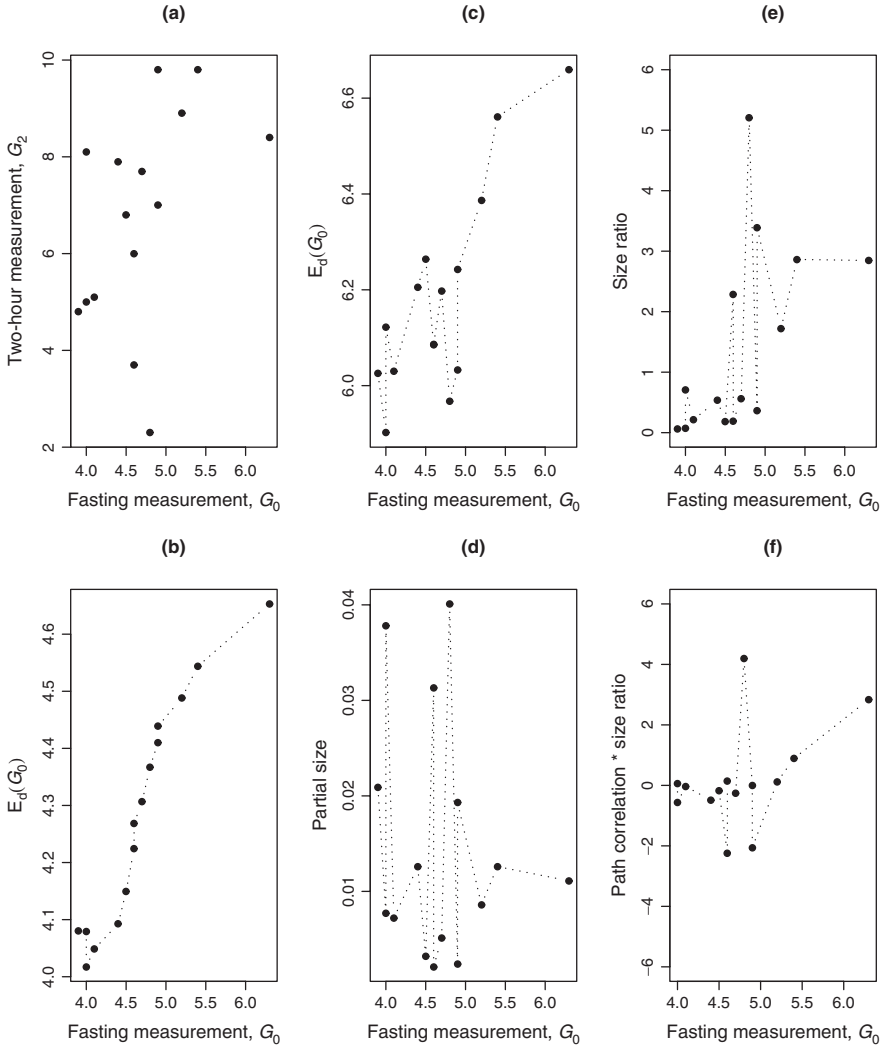 (a)
(c)
(e)
Two-hour measurement, G2
2
4
6
8
10
4.0 4.5 5.0 5.5 6.0
Fasting measurement, G0
Ed(G0)
6.0
6.2
6.4
6.6
4.0 4.5 5.0 5.5 6.0
Fasting measurement, G0
Size ratio
0
1
2
3
4
5
6
4.0 4.5 5.0 5.5 6.0
Fasting measurement, G0
(b)
(d)
(f)
Ed(G0)
4.0
4.1
4.2
4.3
4.4
4.5
4.6
4.0 4.5 5.0 5.5 6.0
Fasting measurement, G0
Partial size
0.01
0.02
0.03
0.04
4.0 4.5 5.0 5.5 6.0
Fasting measurement, G0
Path correlation * size ratio
−6
−4
−2
0
2
4
6
4.0 4.5 5.0 5.5 6.0
Fasting measurement, G0